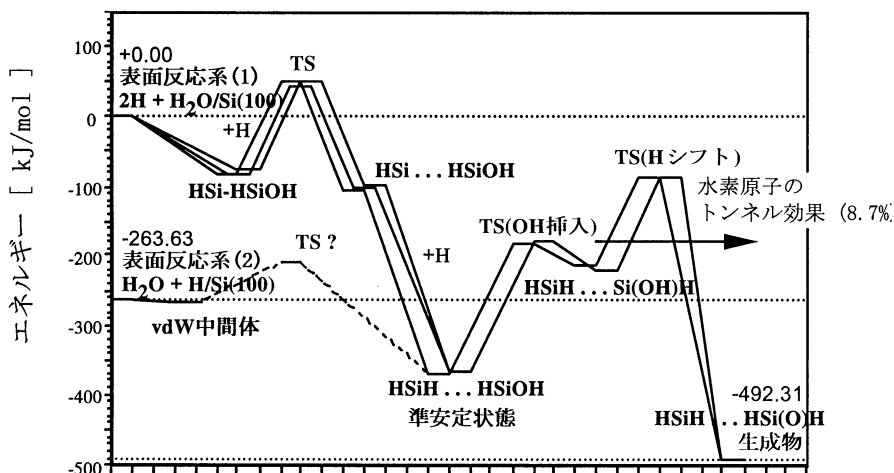 エネルギー [ kJ/mol ]
100
0
-100
-200
-300
-400
-500
+0.00
表面反応系(1)
2H + H2O/Si(100)
+H
TS
HSi-HSiOH
HSi . . . HSiOH
-263.63
表面反応系(2)
H2O + H/Si(100)
vdW中間体
TS ?
+H
HSiH . . . HSiOH
準安定状態
TS(OH挿入)
HSiH . . . Si(OH)H
TS(Hシフト)
水素原子の
トンネル効果 (8.7%)
-492.31
HSiH . . . HSi(O)H
生成物